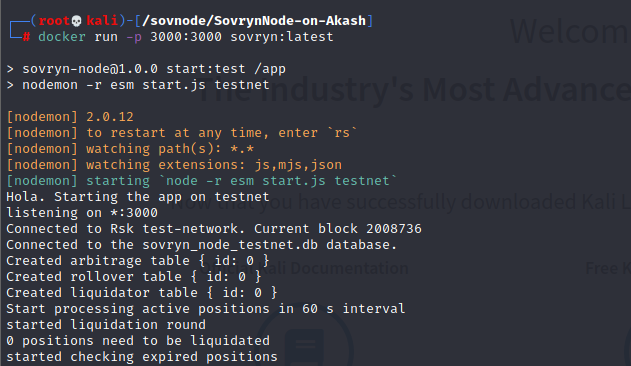 ┌──(root💀kali)-[/sovnode/SovrynNode-on-Akash]
└─# docker run -p 3000:3000 sovryn:latest
> sovryn-node@1.0.0 start:test /app
> nodemon -r esm start.js testnet
[nodemon] 2.0.12
[nodemon] to restart at any time, enter `rs`
[nodemon] watching path(s): *.*
[nodemon] watching extensions: js,mjs,json
[nodemon] starting `node -r esm start.js testnet`
Hola. Starting the app on testnet
listening on *:3000
Connected to Rsk test-network. Current block 2008736
Connected to the sovryn_node_testnet.db database.
Created arbitrage table { id: 0 }
Created rollover table { id: 0 }
Created liquidator table { id: 0 }
Start processing active positions in 60 s interval
started liquidation round
0 positions need to be liquidated
started checking expired positions
Welcom
The Industry's Most Advance
you have successfully downloaded Kali L
Kali Documentation
Free K